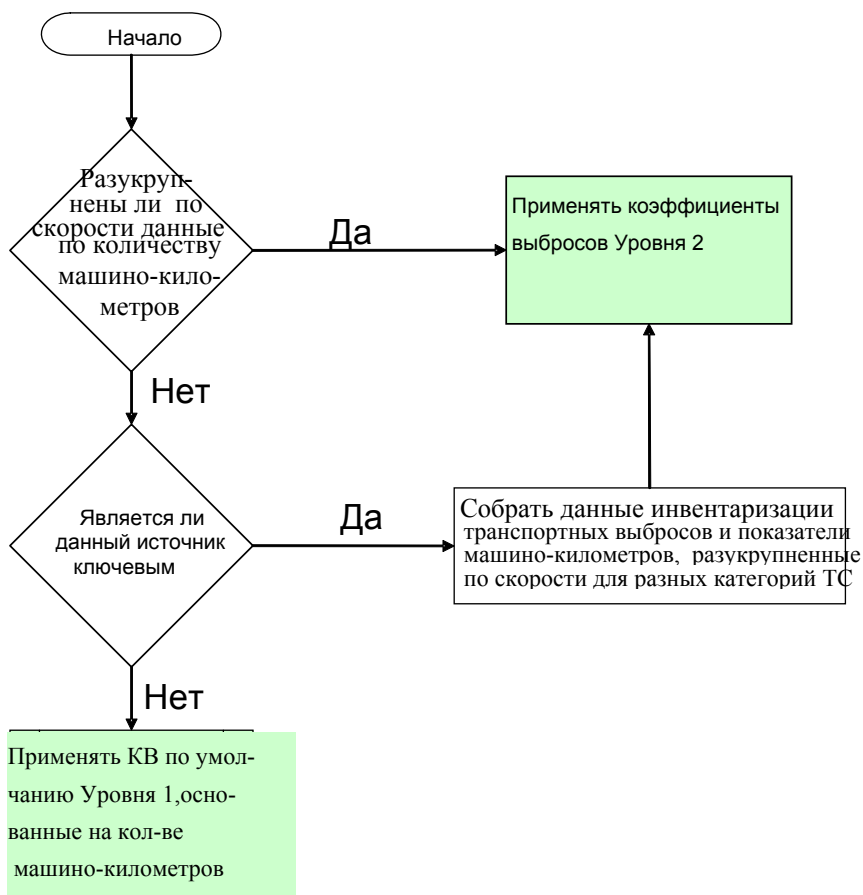 Начало
Разукруп-
нены ли по
скорости данные
по количеству
машино-кило-
метров
Да
Применять коэффициенты
выбросов Уровня 2
Нет
Является ли
данный источник
ключевым
Да
Собрать данные инвентаризации
транспортных выбросов и показатели
машино-километров, разукрупненные
по скорости для разных категорий ТС
Нет
Применять КВ по умол-
чанию Уровня 1,осно-
ванные на кол-ве
машино-километров